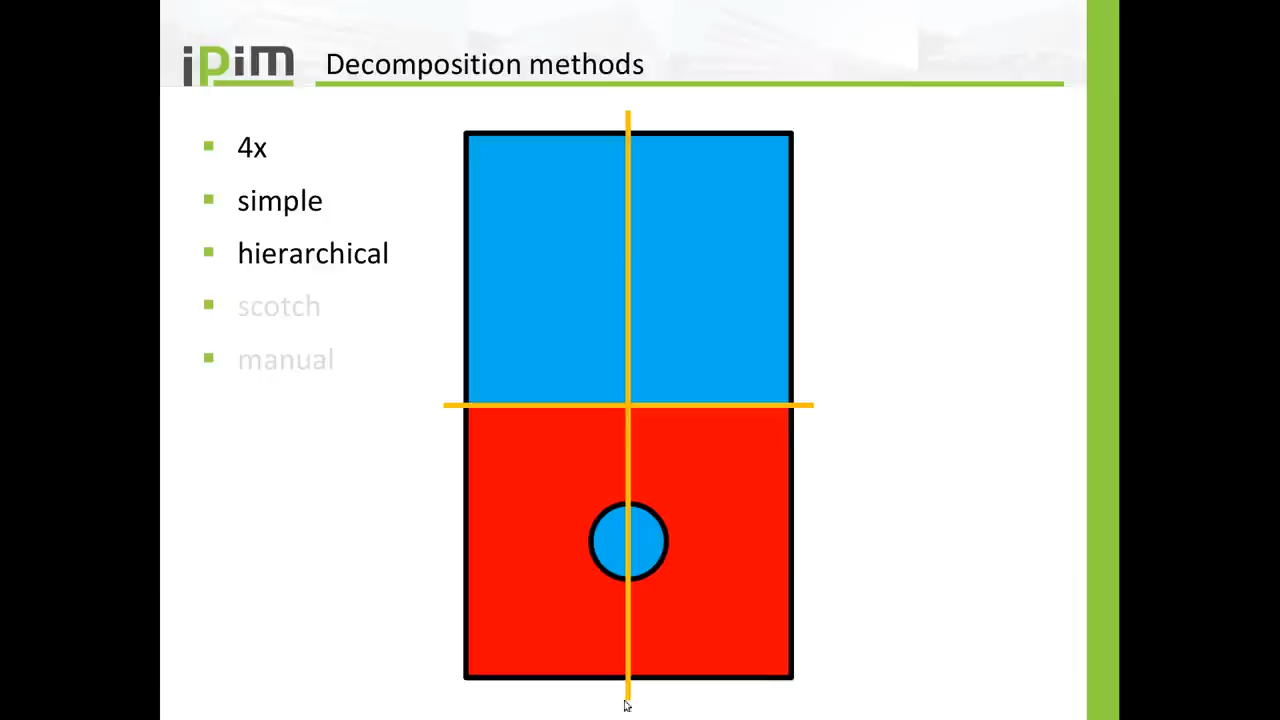 ipim
Decomposition methods
4x
simple
hierarchical
scotch
manual